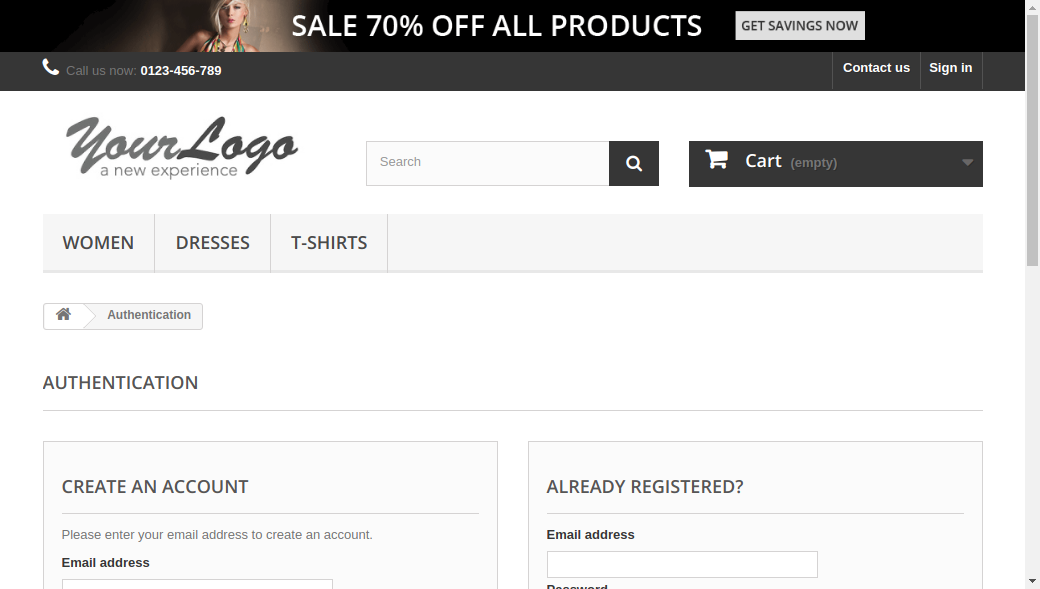 SALE 70% OFF ALL PRODUCTS GET SAVINGS NOW
Call us now: 0123-456-789 Contact us Sign in
YourLogo
a new experience
Search
Cart (empty)
WOMEN DRESSES T-SHIRTS
Authentication
AUTHENTICATION
CREATE AN ACCOUNT
Please enter your email address to create an account.
Email address
ALREADY REGISTERED?
Email address
Password